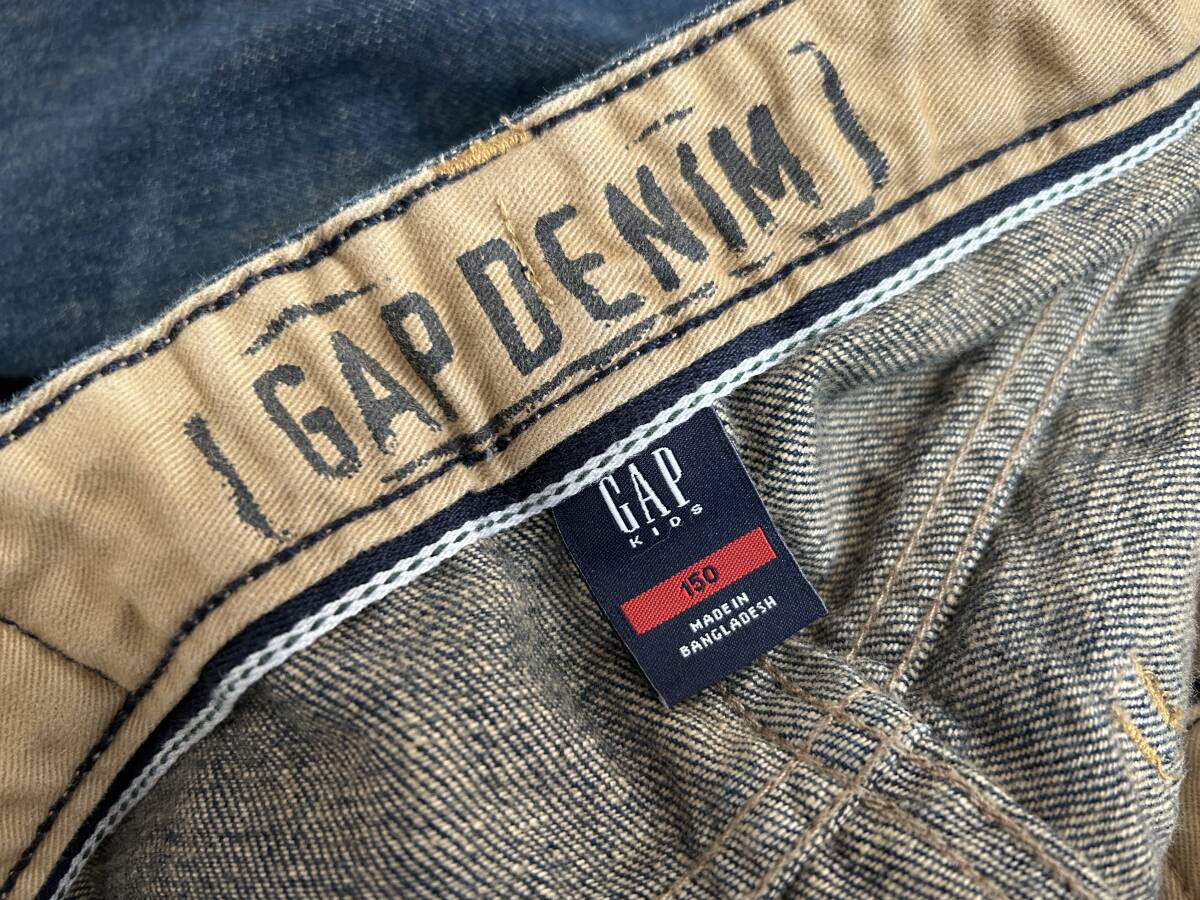 [ GAP DENIM ]
GAP
KIDS
150
MADE IN
BANGLADESH